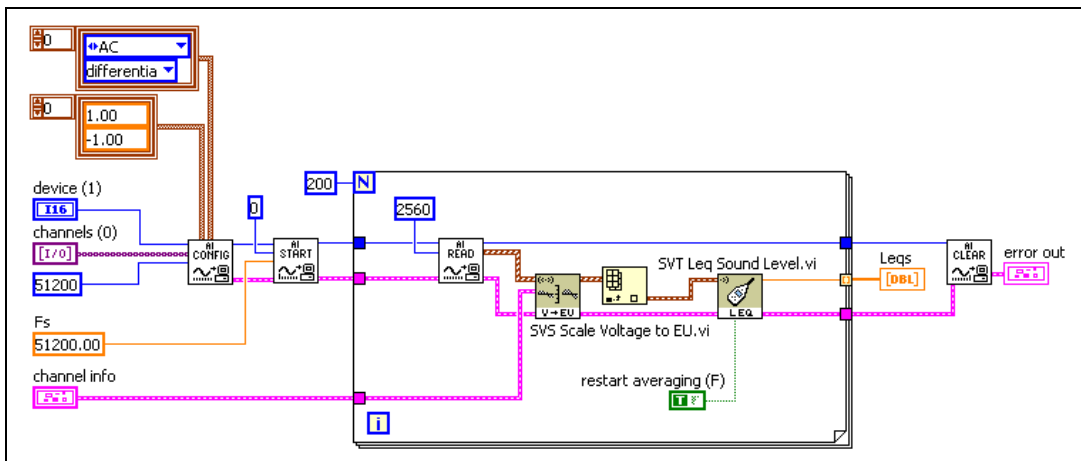 0
AC
differentia
0
1.00
-1.00
device (1)
I16
channels (0)
[I/O]
51200
Fs
51200.00
channel info
AI
CONFIG
0
AI
START
200
N
2560
AI
READ
V→EU
SVS Scale Voltage to EU.vi
SVT Leq Sound Level.vi
LEQ
restart averaging (F)
T F
i
Leqs
[DBL]
AI
CLEAR
error out